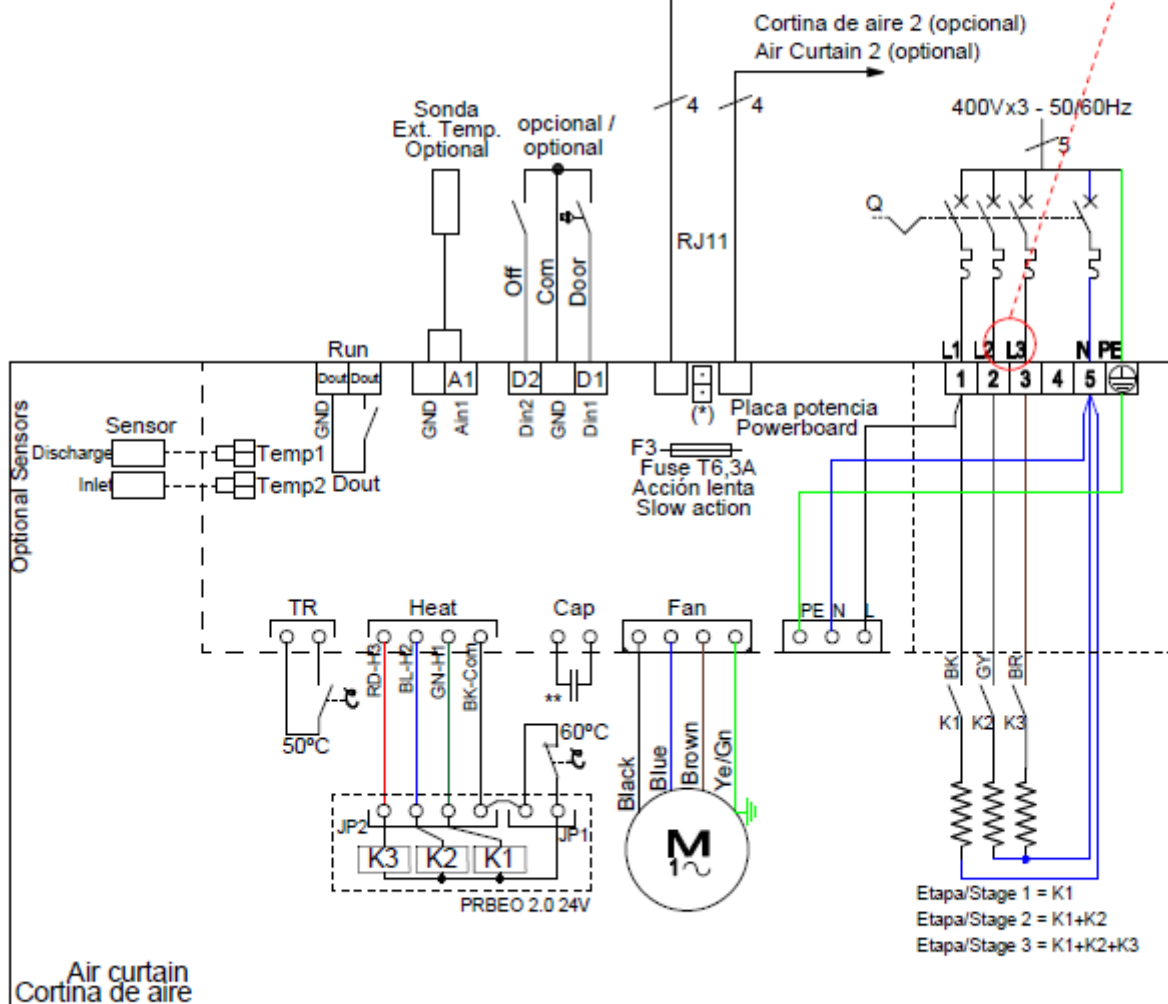 Cortina de aire 2 (opcional)
Air Curtain 2 (optional)
4
4
400Vx3 - 50/60Hz
5
Sonda
Ext. Temp.
Optional
opcional /
optional
Q
RJ11
Off
Com
Door
Run
L1
L2
L3
N
PE
Dout
Dout
A1
D2
D1
1
2
3
4
5
GND
GND
Ain1
Din2
GND
Din1
(*)
Placa potencia
Powerboard
F3
Fuse T6,3A
Acción lenta
Slow action
Optional Sensors
Sensor
Discharge
Temp1
Inlet
Temp2
Dout
TR
Heat
Cap
Fan
PE
N
L
RD-H3
BL-H2
GN-H1
BK-Com
**
50ºC
60ºC
BK
GY
BR
K1
K2
K3
Black
Blue
Brown
Ye/Gn
JP2
JP1
K3
K2
K1
M
1
PRBEO 2.0 24V
Etapa/Stage 1 = K1
Etapa/Stage 2 = K1+K2
Etapa/Stage 3 = K1+K2+K3
Air curtain
Cortina de aire